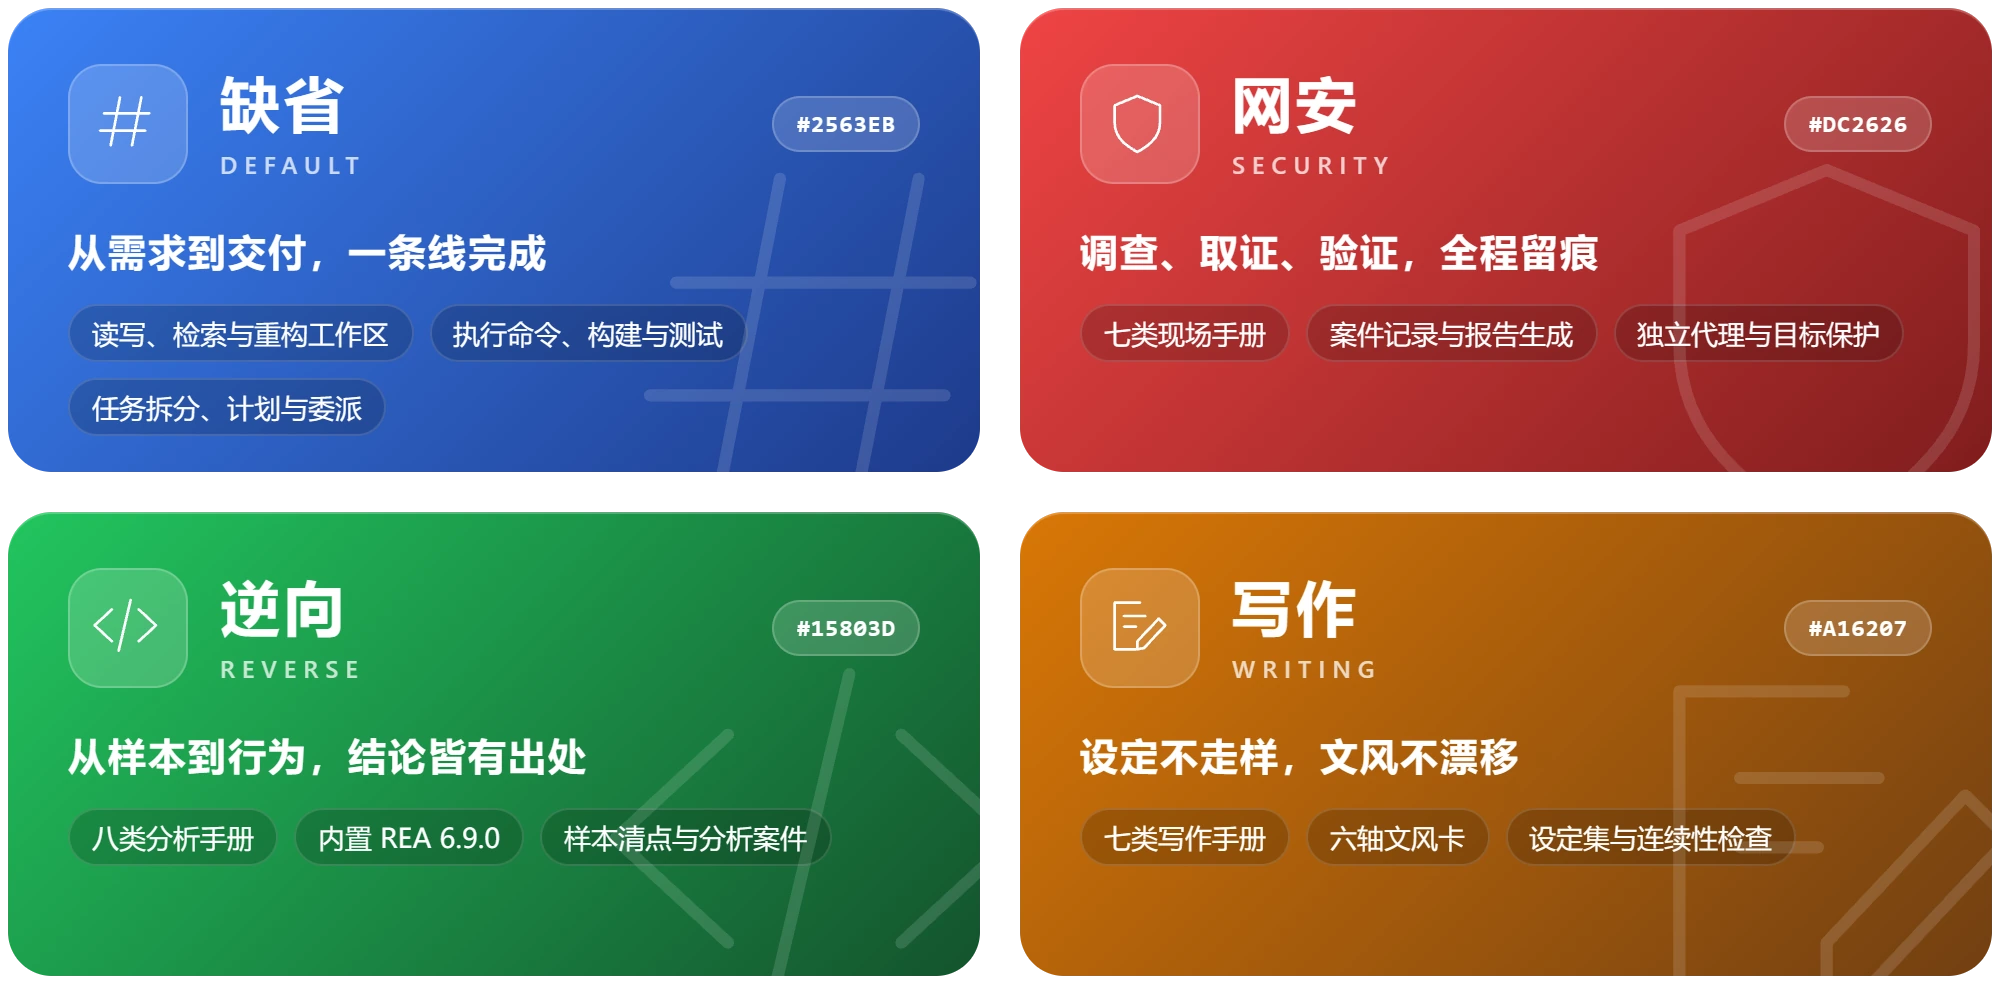 缺省
DEFAULT
#2563EB
从需求到交付，一条线完成
读写、检索与重构工作区
执行命令、构建与测试
任务拆分、计划与委派
网安
SECURITY
#DC2626
调查、取证、验证，全程留痕
七类现场手册
案件记录与报告生成
独立代理与目标保护
逆向
REVERSE
#15803D
从样本到行为，结论皆有出处
八类分析手册
内置 REA 6.9.0
样本清点与分析案件
写作
WRITING
#A16207
设定不走样，文风不漂移
七类写作手册
六轴文风卡
设定集与连续性检查